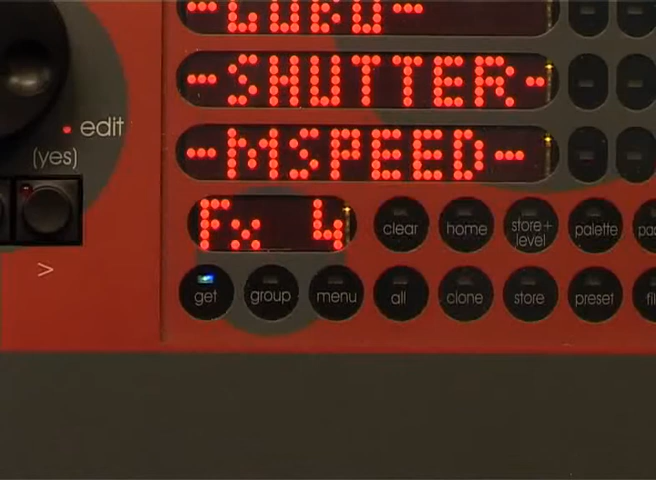 -SHUTTER-
edit
(yes)
-MSPEED-
Fx 4
clear home store+ level palette
>
get group menu all clone store preset